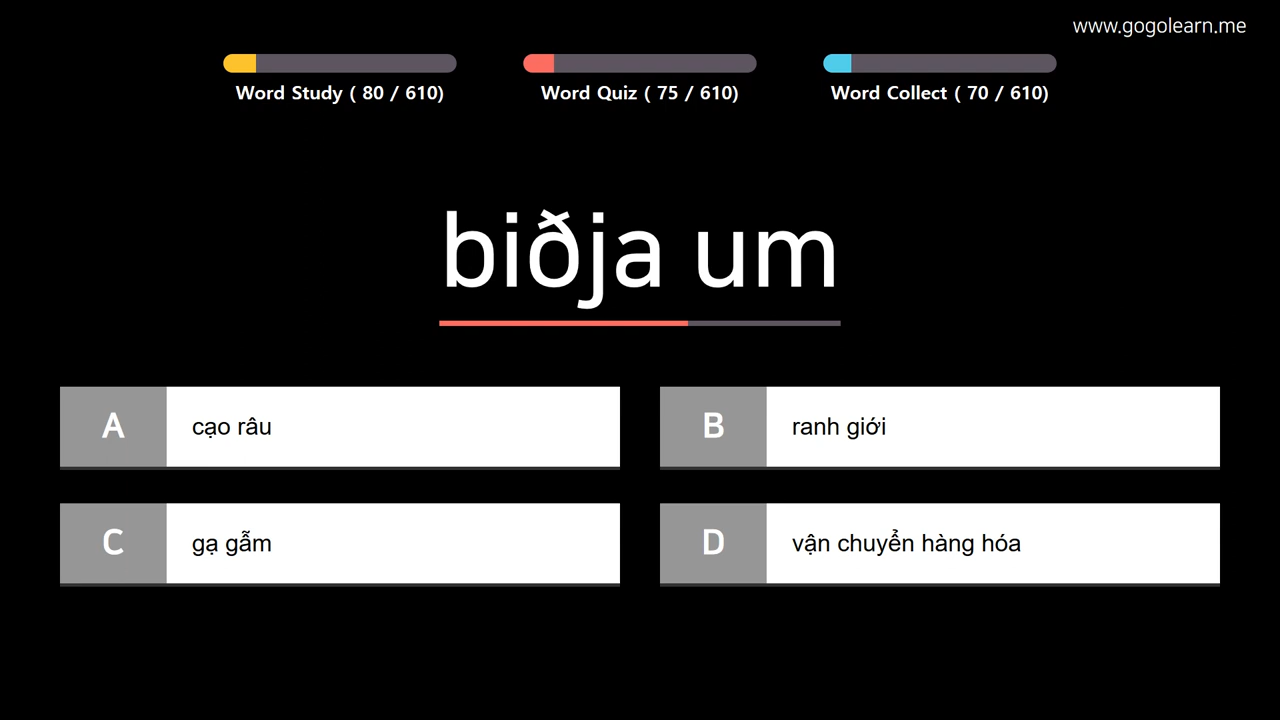 www.gogolearn.me
Word Study ( 80 / 610)
Word Quiz ( 75 / 610)
Word Collect ( 70 / 610)
biðja um
A
cạo râu
B
ranh giới
C
gạ gẫm
D
vận chuyển hàng hóa